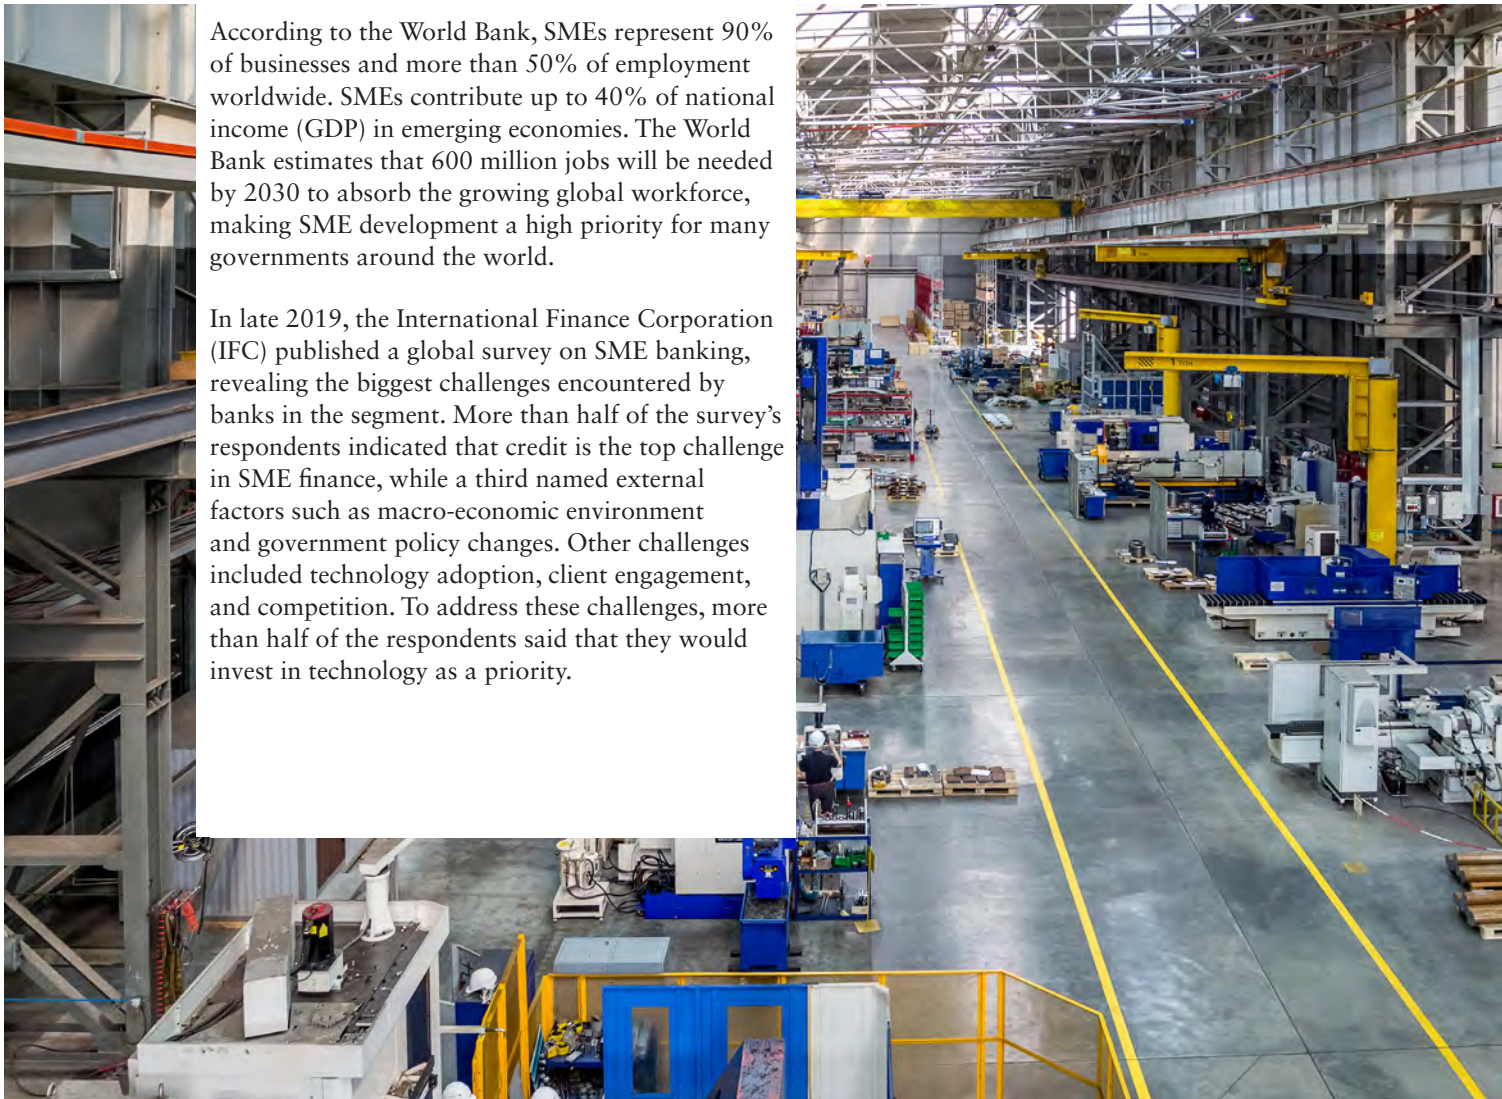 According to the World Bank, SMEs represent 90%
of businesses and more than 50% of employment
worldwide. SMEs contribute up to 40% of national
income (GDP) in emerging economies. The World
Bank estimates that 600 million jobs will be needed
by 2030 to absorb the growing global workforce,
making SME development a high priority for many
governments around the world.
In late 2019, the International Finance Corporation
(IFC) published a global survey on SME banking,
revealing the biggest challenges encountered by
banks in the segment. More than half of the survey’s
respondents indicated that credit is the top challenge
in SME finance, while a third named external
factors such as macro-economic environment
and government policy changes. Other challenges
included technology adoption, client engagement,
and competition. To address these challenges, more
than half of the respondents said that they would
invest in technology as a priority.
1 TON